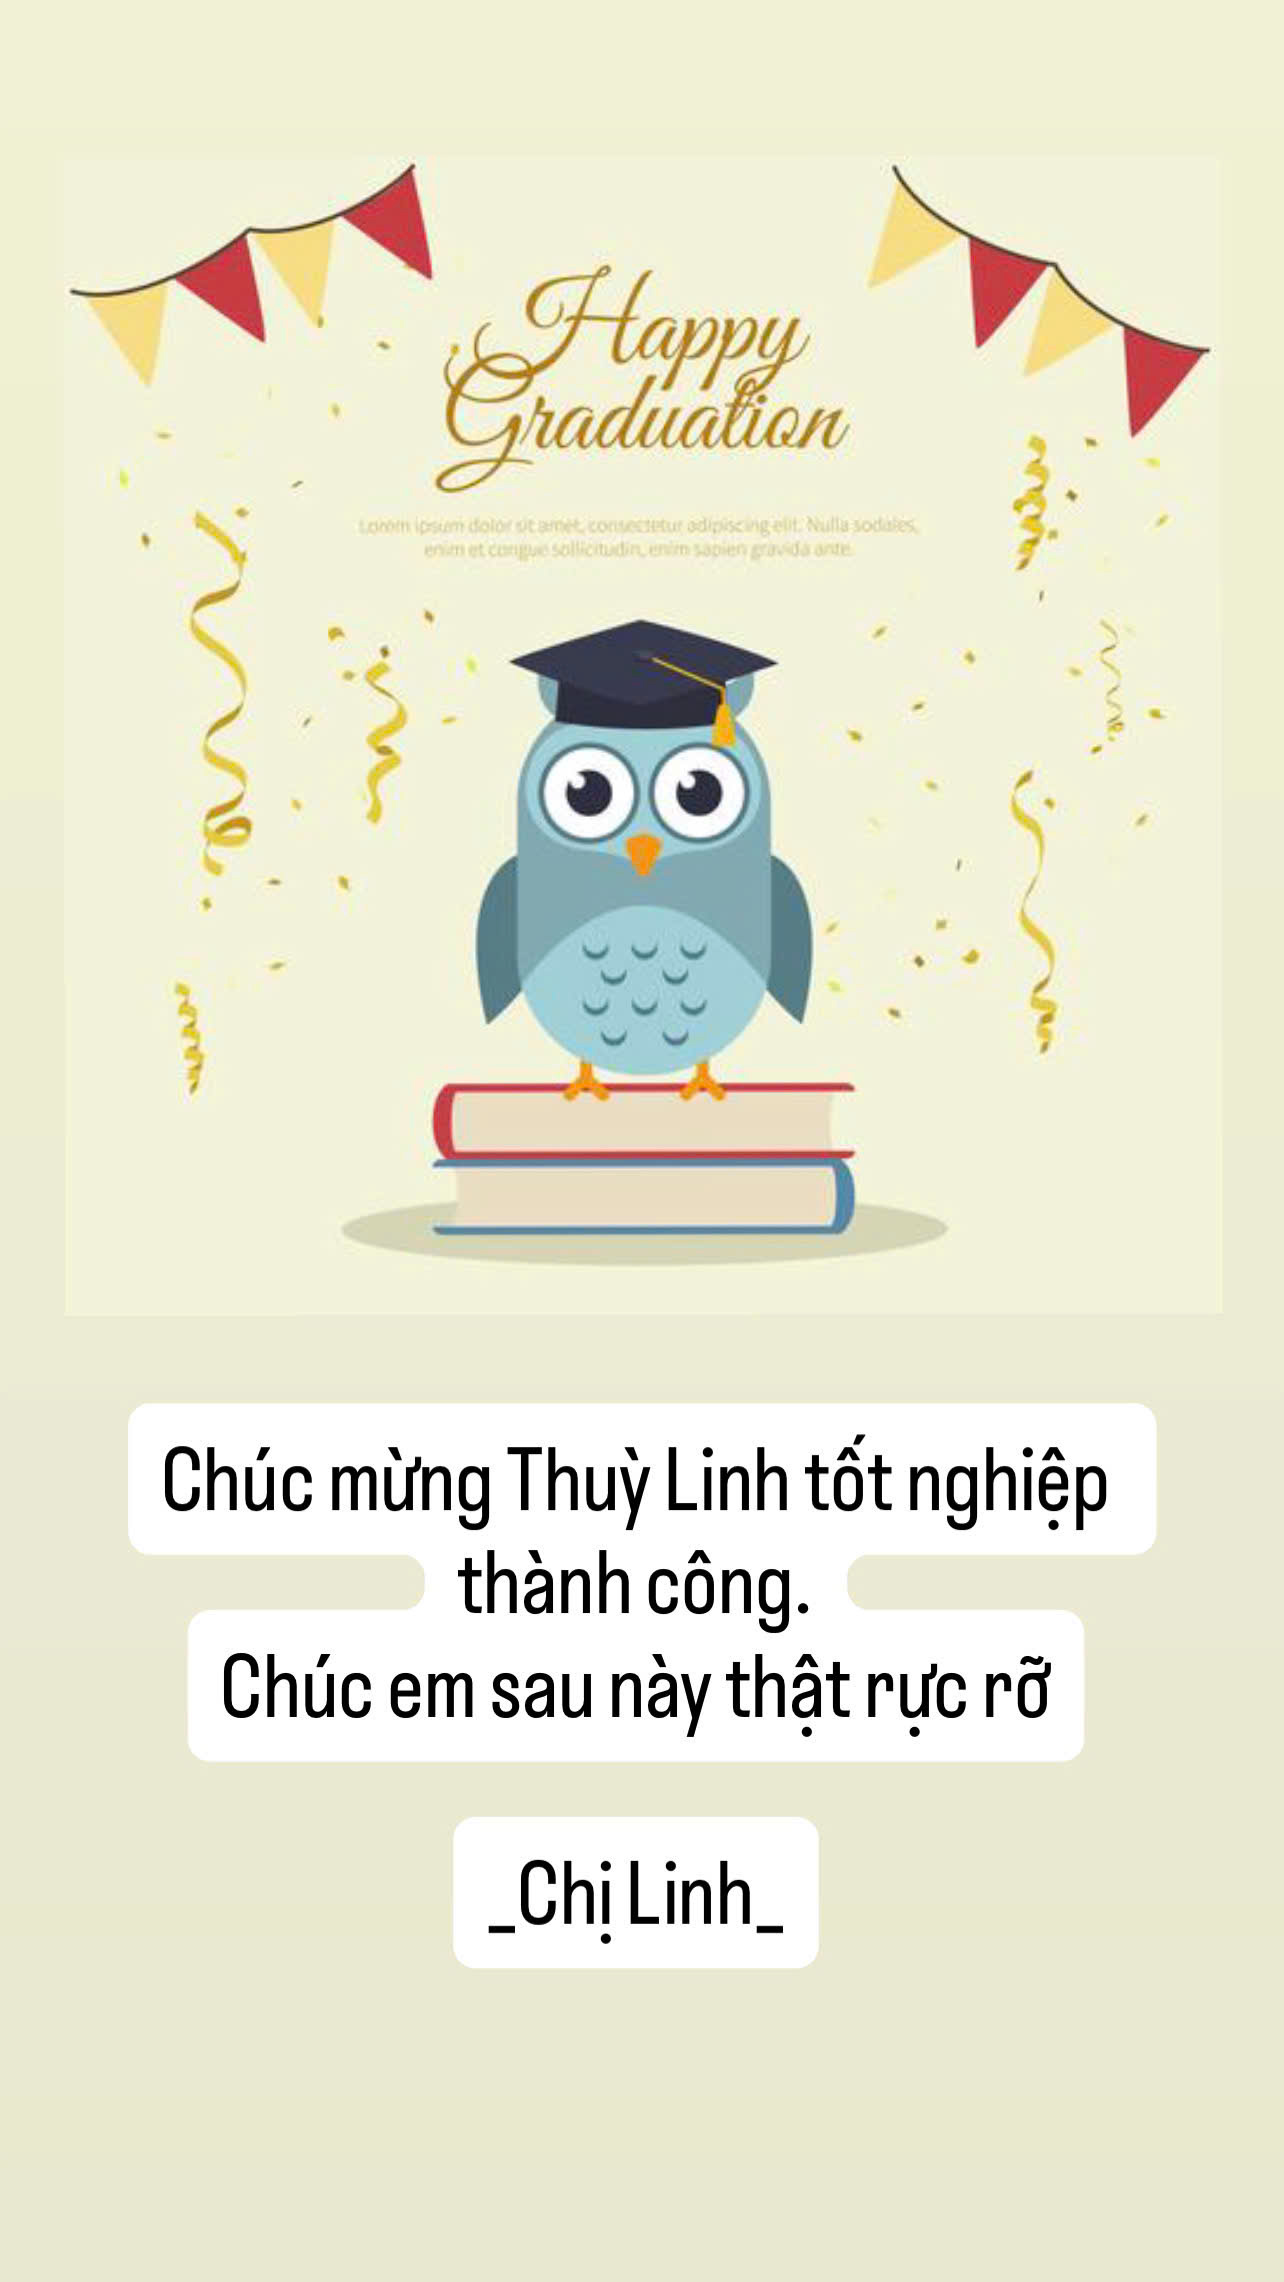 Happy
Graduation
Lorem ipsum dolor sit amet, consectetur adipiscing elit. Nulla sodales,
enim et congue sollicitudin, enim sapien gravida ante.
Chúc mừng Thuỳ Linh tốt nghiệp
thành công.
Chúc em sau này thật rực rỡ
_Chị Linh_